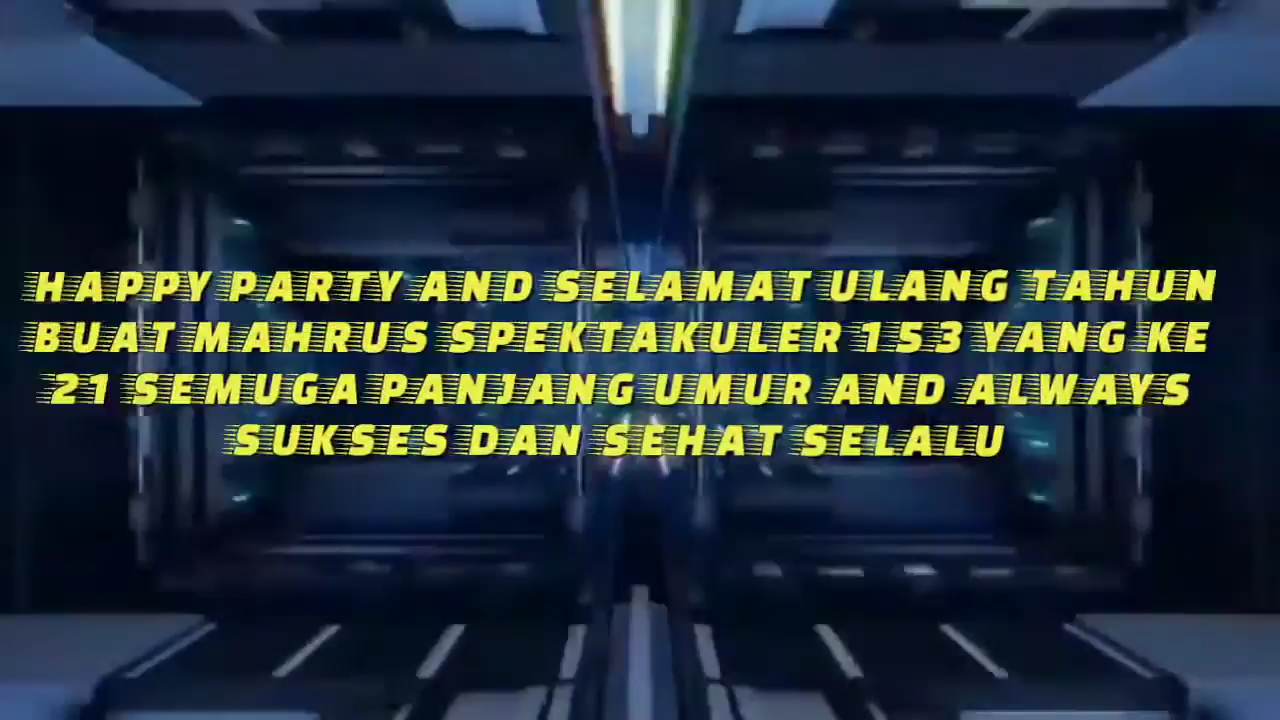 HAPPY PARTY AND SELAMAT ULANG TAHUN
BUAT MAHRUS SPEKTAKULER 153 YANG KE
21 SEMUGA PANJANG UMUR AND ALWAYS
SUKSES DAN SEHAT SELALU